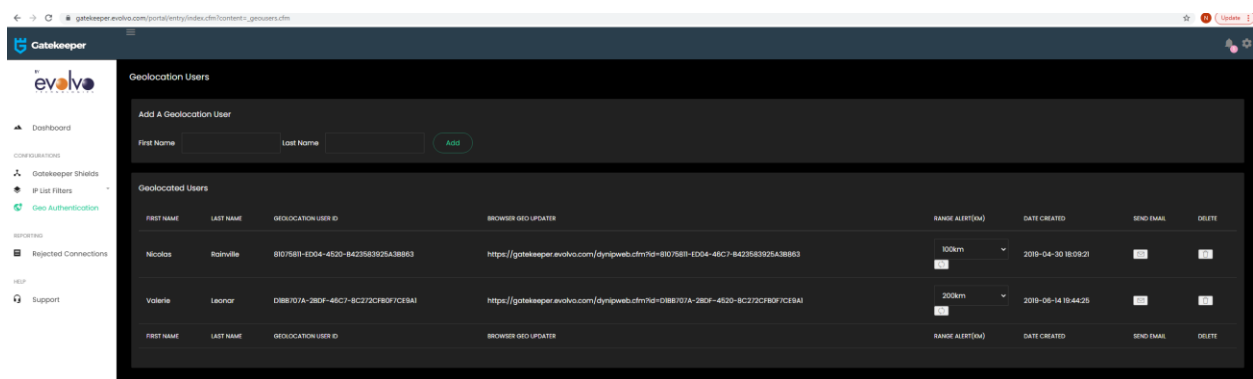 gatekeeper.evolvo.com/portal/entry/index.cfm?content=_geousers.cfm
N Update
Gatekeeper
BY
evolvo
Geolocation Users
Add A Geolocation User
First Name Last Name Add
Dashboard
CONFIGURATIONS
Gatekeeper Shields
IP List Filters
Geo Authentication
REPORTING
Rejected Connections
HELP
Support
Geolocated Users
FIRST NAME LAST NAME GEOLOCATION USER ID BROWSER GEO UPDATER RANGE ALERT(KM) DATE CREATED SEND EMAIL DELETE
Nicolas Rainville 81075811-ED04-4520-B423583925A3B863 https://gatekeeper.evolvo.com/dynipweb.cfm?id=81075811-ED04-46C7-B423583925A3B863 100km 2019-04-30 18:09:21
Valerie Leonar D1BB707A-2BDF-46C7-8C272CFB0F7CE9A1 https://gatekeeper.evolvo.com/dynipweb.cfm?id=D1BB707A-2BDF-4520-8C272CFB0F7CE9A1 200km 2019-06-14 19:44:25
FIRST NAME LAST NAME GEOLOCATION USER ID BROWSER GEO UPDATER RANGE ALERT(KM) DATE CREATED SEND EMAIL DELETE